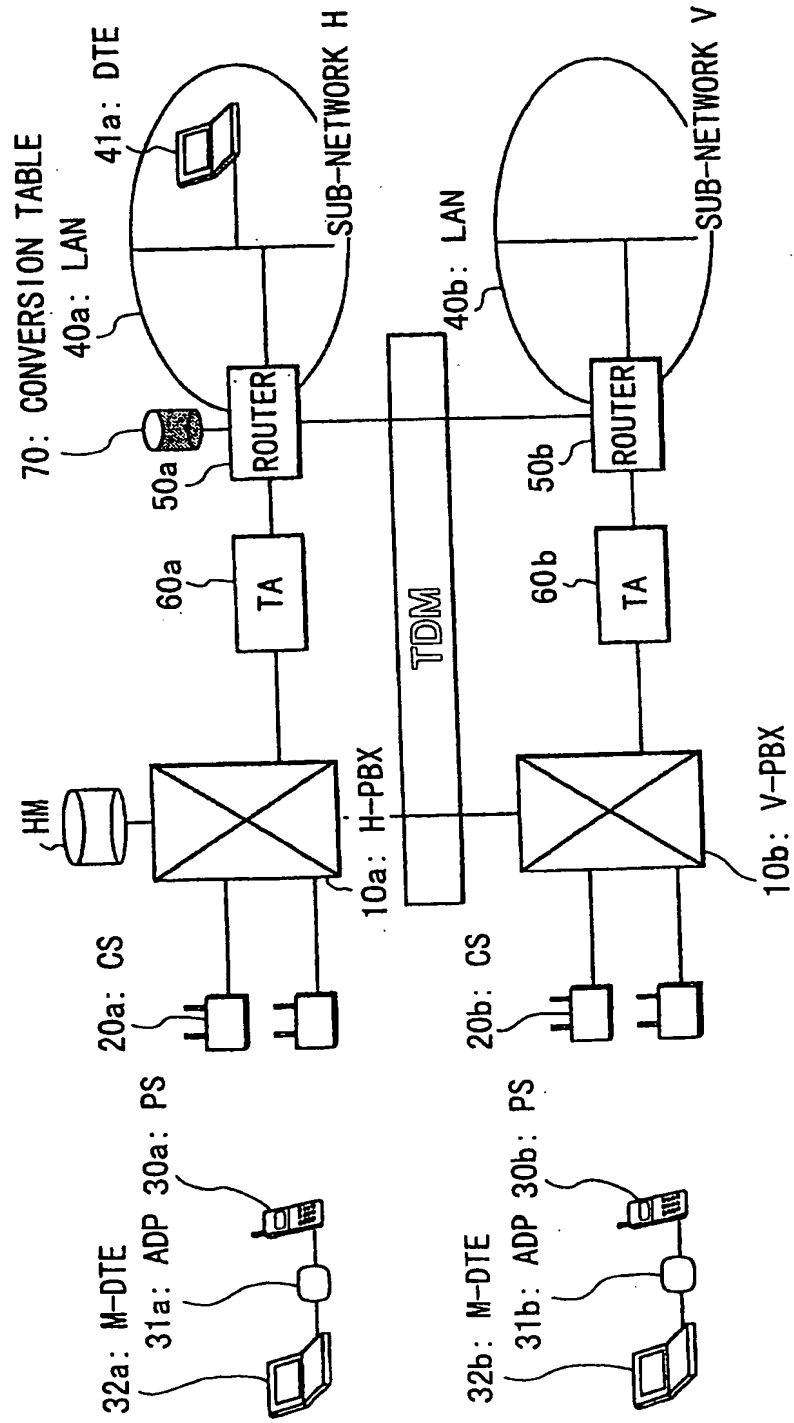 70: CONVERSION TABLE
40a: LAN
41a: DTE
SUB-NETWORK H
50a
ROUTER
60a
TA
HM
10a: H-PBX
20a: CS
30a: PS
31a: ADP
32a: M-DTE
TDM
40b: LAN
SUB-NETWORK V
50b
ROUTER
60b
TA
10b: V-PBX
20b: CS
30b: PS
31b: ADP
32b: M-DTE